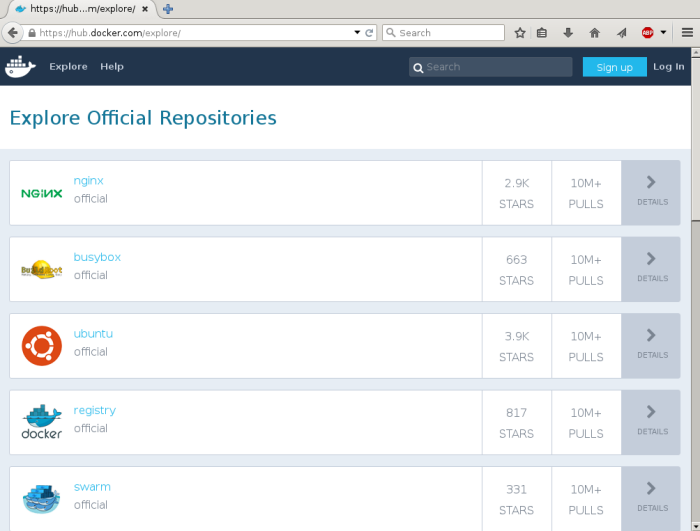 https://hub...m/explore/
https://hub.docker.com/explore/
Search
ABP
Explore
Help
Search
Sign up
Log In
Explore Official Repositories
NGINX
nginx
official
2.9K
STARS
10M+
PULLS
DETAILS
busybox
official
663
STARS
10M+
PULLS
DETAILS
ubuntu
official
3.9K
STARS
10M+
PULLS
DETAILS
docker
registry
official
817
STARS
10M+
PULLS
DETAILS
swarm
official
331
STARS
10M+
PULLS
DETAILS